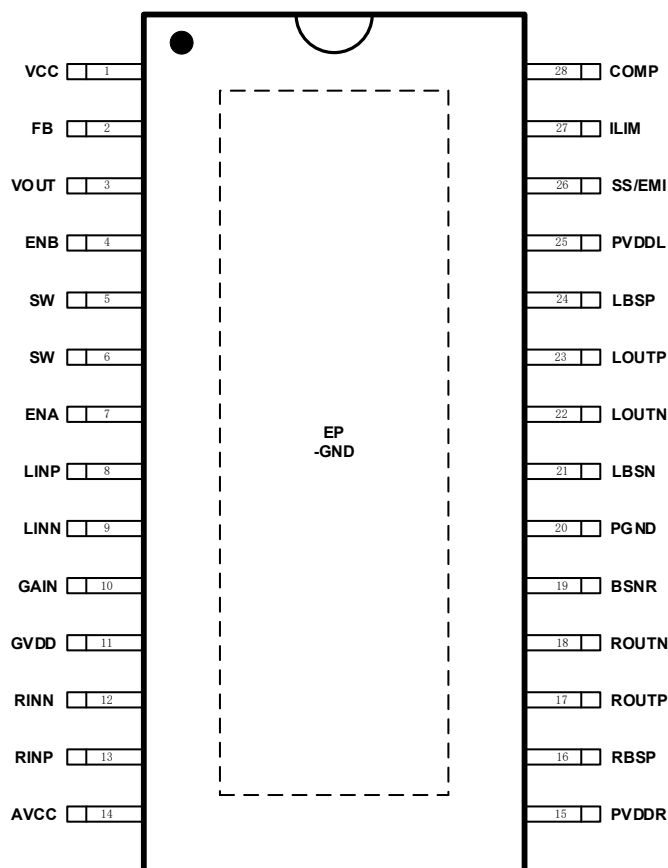 VCC 1 28 COMP
FB 2 27 ILIM
VOUT 3 26 SS/EMI
ENB 4 25 PVDDL
SW 5 24 LBSP
SW 6 23 LOUTP
ENA 7 22 LOUTN
EP
-GND
LINP 8 21 LBSN
LINN 9 20 PGND
GAIN 10 19 BSNR
GVDD 11 18 ROUTN
RINN 12 17 ROUTP
RINP 13 16 RBSP
AVCC 14 15 PVDDR